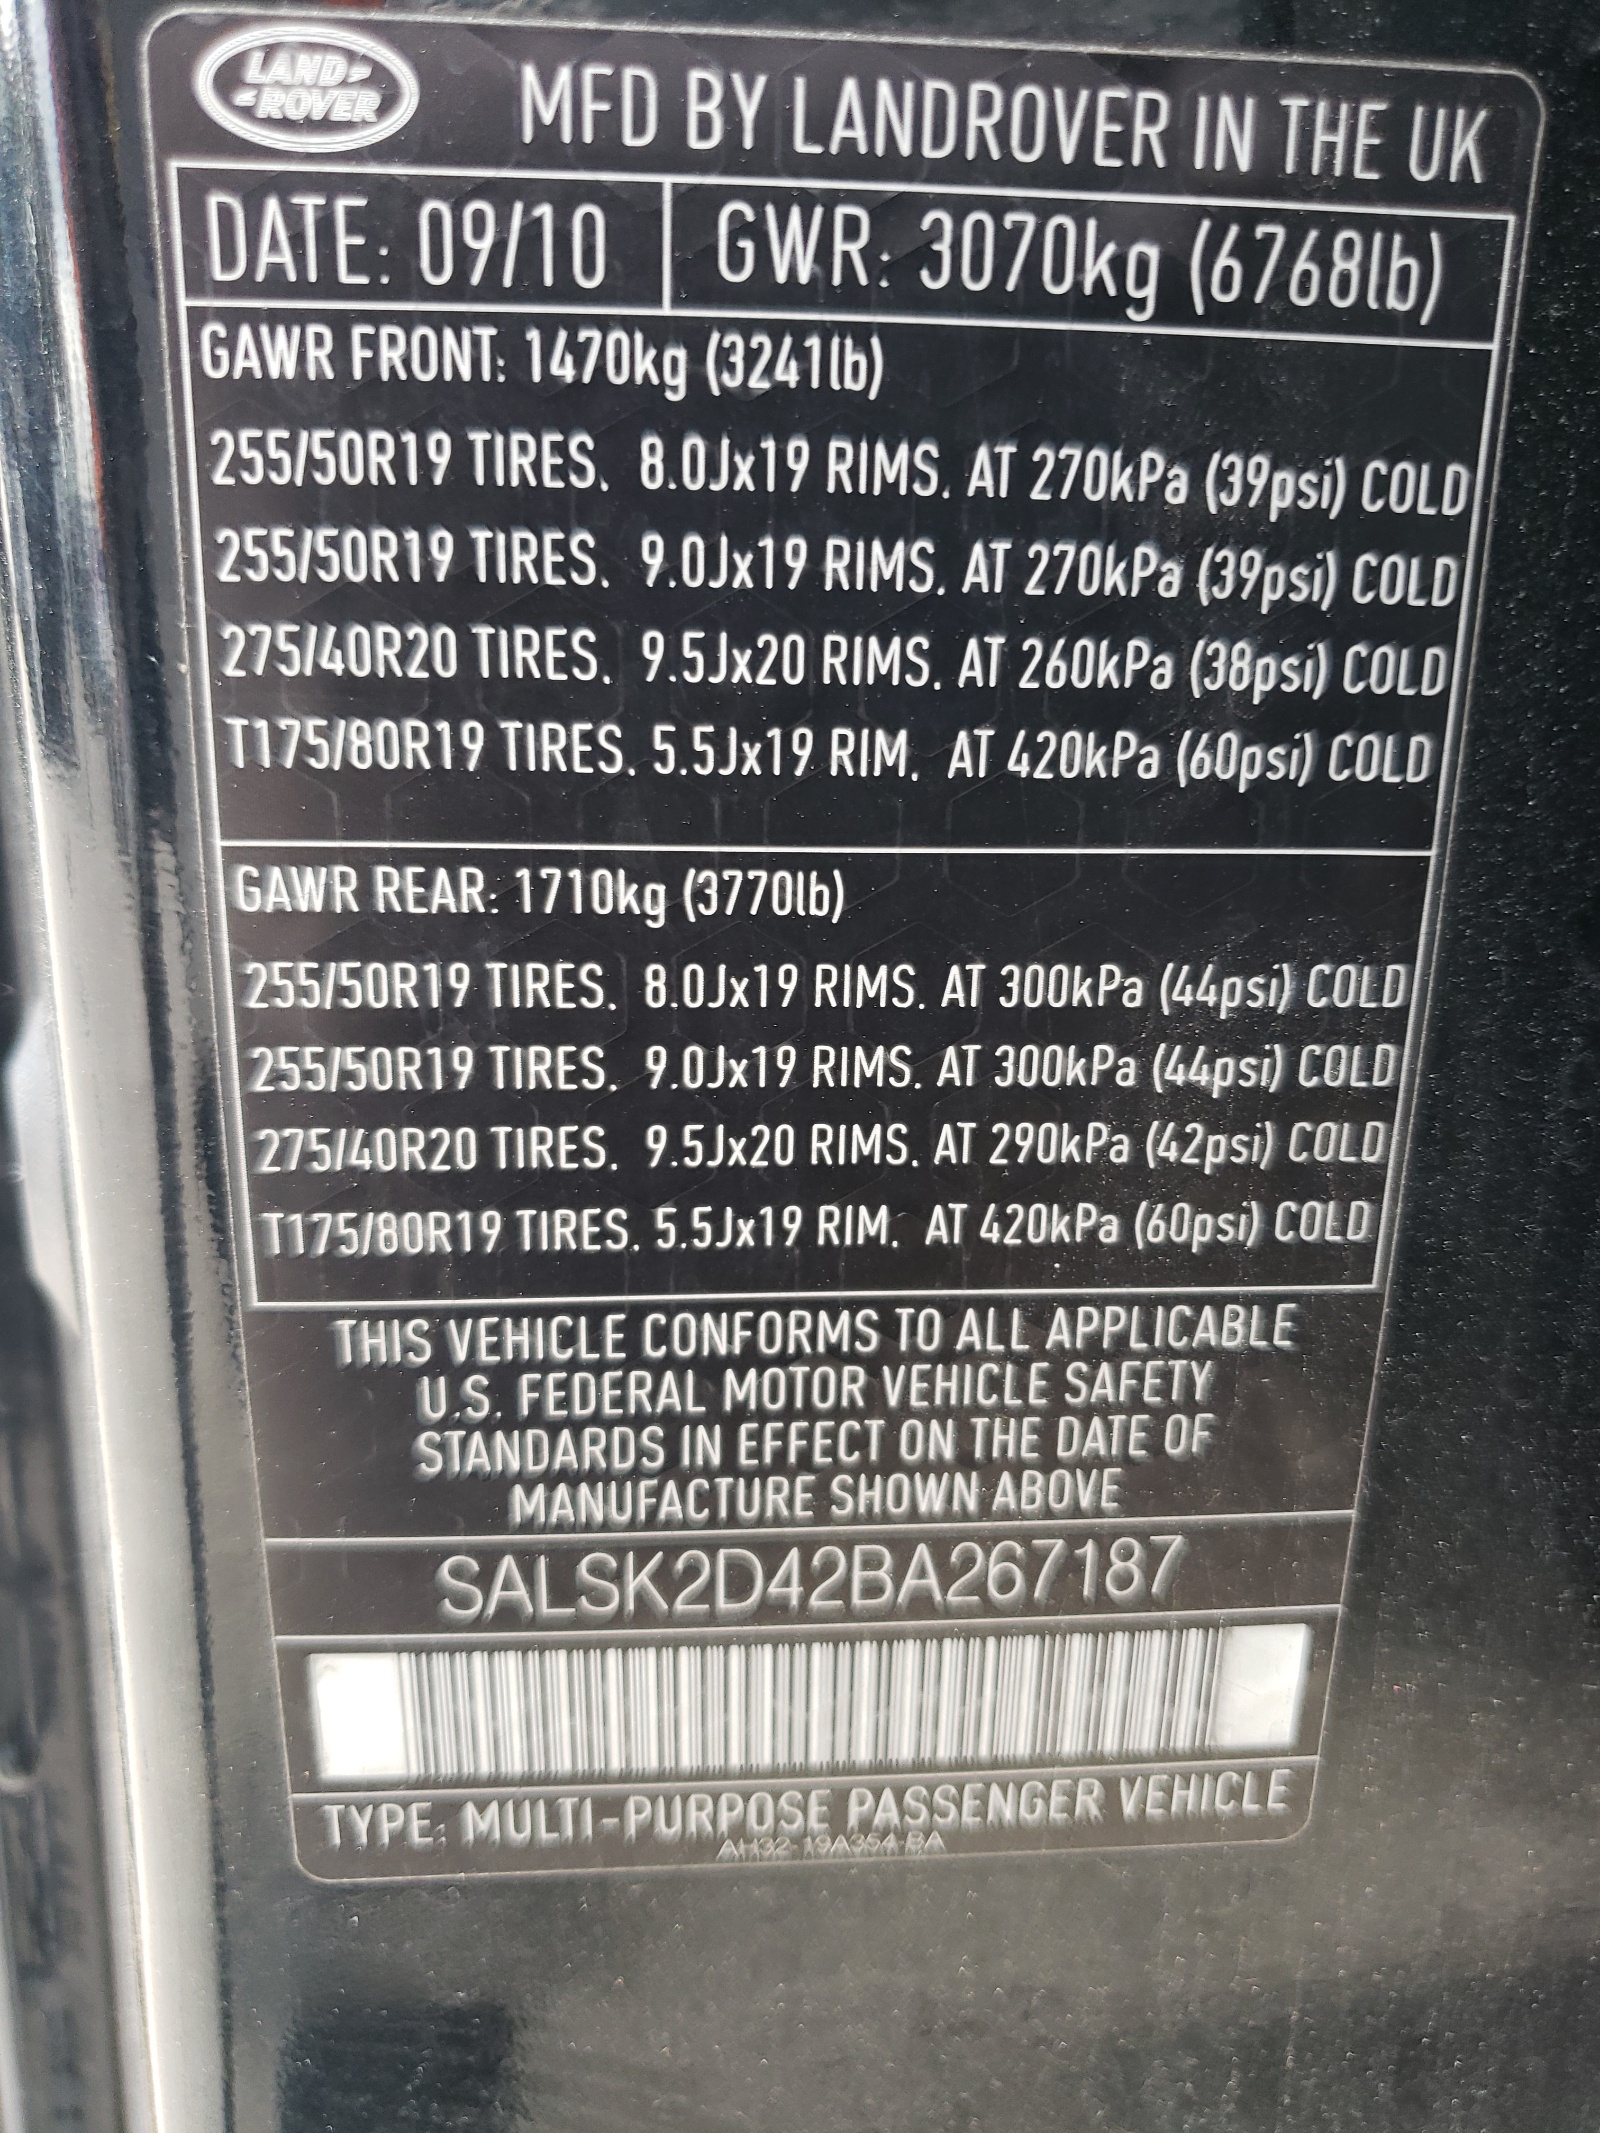 LAND-
-ROVER
MFD BY LANDROVER IN THE UK
DATE: 09/10 GWR: 3070kg (6768lb)
GAWR FRONT: 1470kg (3241lb)
255/50R19 TIRES. 8.0Jx19 RIMS. AT 270kPa (39psi) COLD
255/50R19 TIRES. 9.0Jx19 RIMS. AT 270kPa (39psi) COLD
275/40R20 TIRES. 9.5Jx20 RIMS. AT 260kPa (38psi) COLD
T175/80R19 TIRES. 5.5Jx19 RIM. AT 420kPa (60psi) COLD
GAWR REAR: 1710kg (3770lb)
255/50R19 TIRES. 8.0Jx19 RIMS. AT 300kPa (44psi) COLD
255/50R19 TIRES. 9.0Jx19 RIMS. AT 300kPa (44psi) COLD
275/40R20 TIRES. 9.5Jx20 RIMS. AT 290kPa (42psi) COLD
T175/80R19 TIRES. 5.5Jx19 RIM. AT 420kPa (60psi) COLD
THIS VEHICLE CONFORMS TO ALL APPLICABLE
U.S. FEDERAL MOTOR VEHICLE SAFETY
STANDARDS IN EFFECT ON THE DATE OF
MANUFACTURE SHOWN ABOVE
SALSK2D42BA267187
TYPE: MULTI-PURPOSE PASSENGER VEHICLE
AH32-19A354-BA